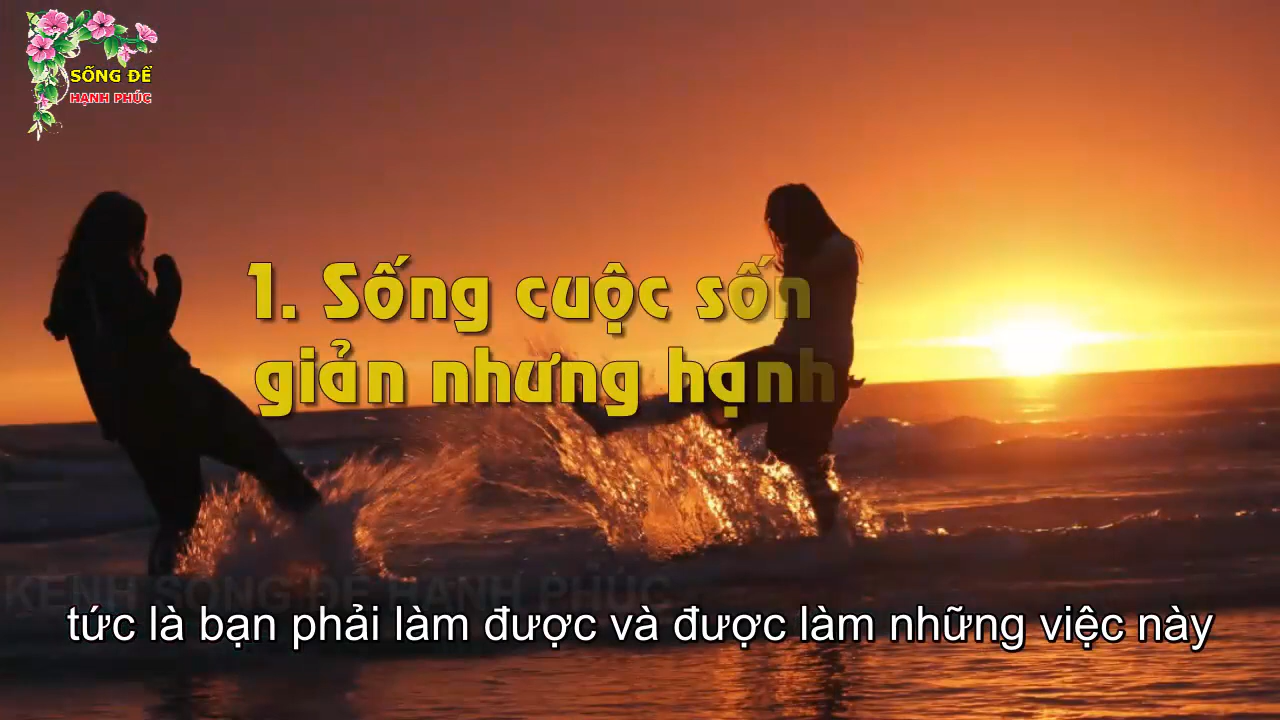 SỐNG ĐỂ
HẠNH PHÚC
1. Sống cuộc sốn
giản nhưng hạnh
KÊNH SỐNG ĐỂ HẠNH PHÚC
tức là bạn phải làm được và được làm những việc này